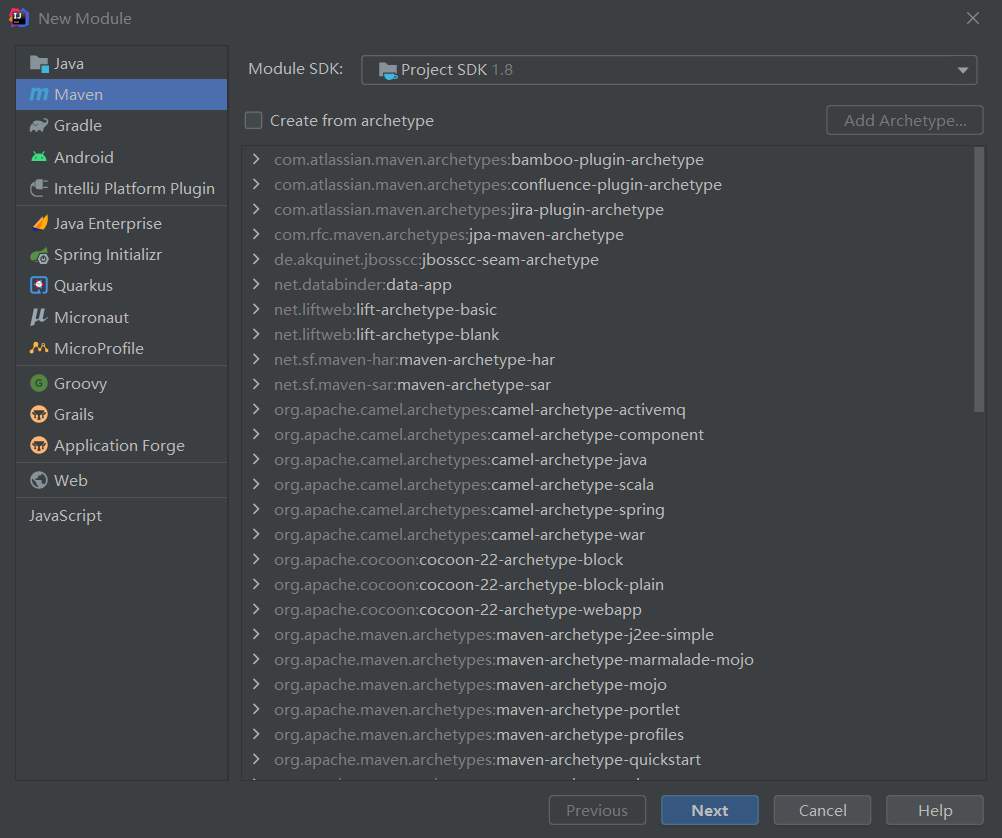 New Module
Java
Maven
Gradle
Android
IntelliJ Platform Plugin
Java Enterprise
Spring Initializr
Quarkus
Micronaut
MicroProfile
Groovy
Grails
Application Forge
Web
JavaScript
Module SDK: Project SDK 1.8
Create from archetype Add Archetype...
com.atlassian.maven.archetypes:bamboo-plugin-archetype
com.atlassian.maven.archetypes:confluence-plugin-archetype
com.atlassian.maven.archetypes:jira-plugin-archetype
com.rfc.maven.archetypes:jpa-maven-archetype
de.akquinet.jbosscc:jbosscc-seam-archetype
net.databinder:data-app
net.liftweb:lift-archetype-basic
net.liftweb:lift-archetype-blank
net.sf.maven-har:maven-archetype-har
net.sf.maven-sar:maven-archetype-sar
org.apache.camel.archetypes:camel-archetype-activemq
org.apache.camel.archetypes:camel-archetype-component
org.apache.camel.archetypes:camel-archetype-java
org.apache.camel.archetypes:camel-archetype-scala
org.apache.camel.archetypes:camel-archetype-spring
org.apache.camel.archetypes:camel-archetype-war
org.apache.cocoon:cocoon-22-archetype-block
org.apache.cocoon:cocoon-22-archetype-block-plain
org.apache.cocoon:cocoon-22-archetype-webapp
org.apache.maven.archetypes:maven-archetype-j2ee-simple
org.apache.maven.archetypes:maven-archetype-marmalade-mojo
org.apache.maven.archetypes:maven-archetype-mojo
org.apache.maven.archetypes:maven-archetype-portlet
org.apache.maven.archetypes:maven-archetype-profiles
org.apache.maven.archetypes:maven-archetype-quickstart
Previous Next Cancel Help